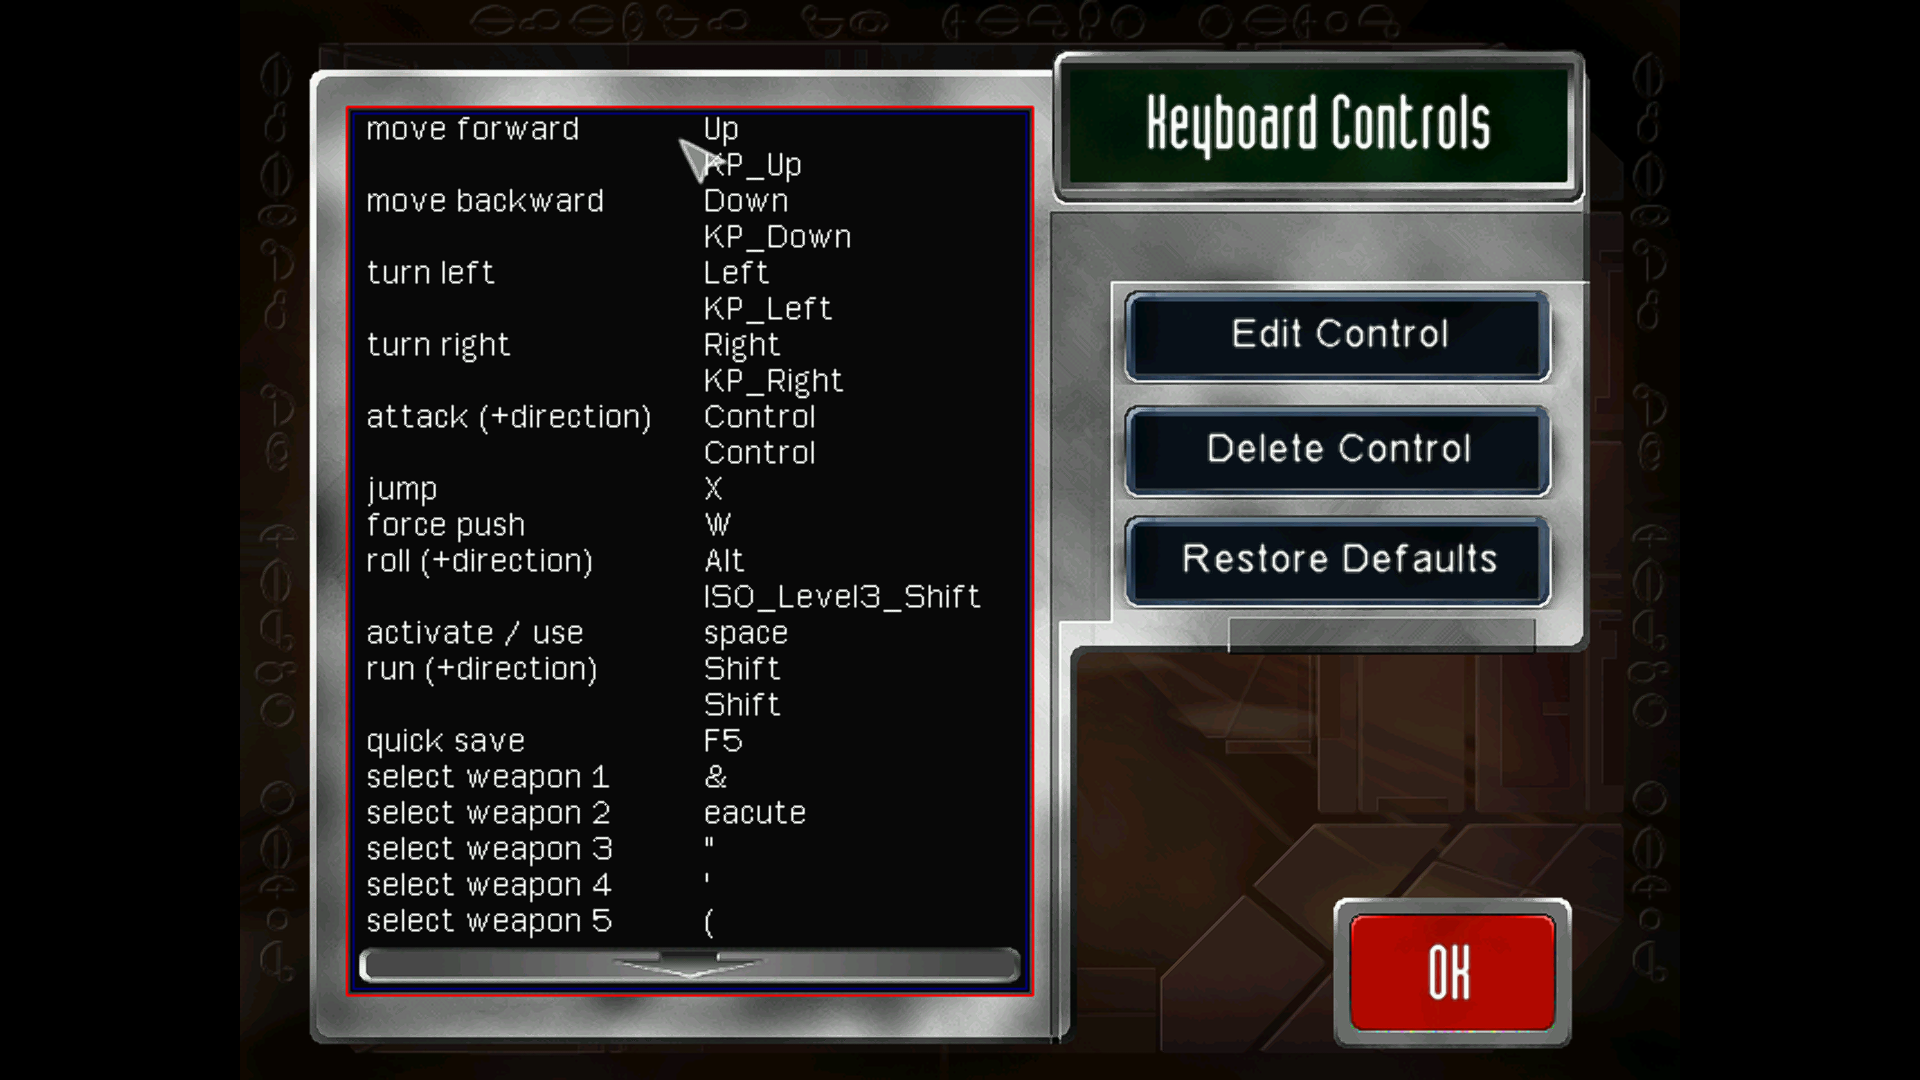 Keyboard Controls
move forward Up
KP_Up
move backward Down
KP_Down
turn left Left
KP_Left
turn right Right
KP_Right
attack (+direction) Control
Control
jump X
force push W
roll (+direction) Alt
ISO_Level3_Shift
activate / use space
run (+direction) Shift
Shift
quick save F5
select weapon 1 &
select weapon 2 eacute
select weapon 3 "
select weapon 4 '
select weapon 5 (
Edit Control
Delete Control
Restore Defaults
OK